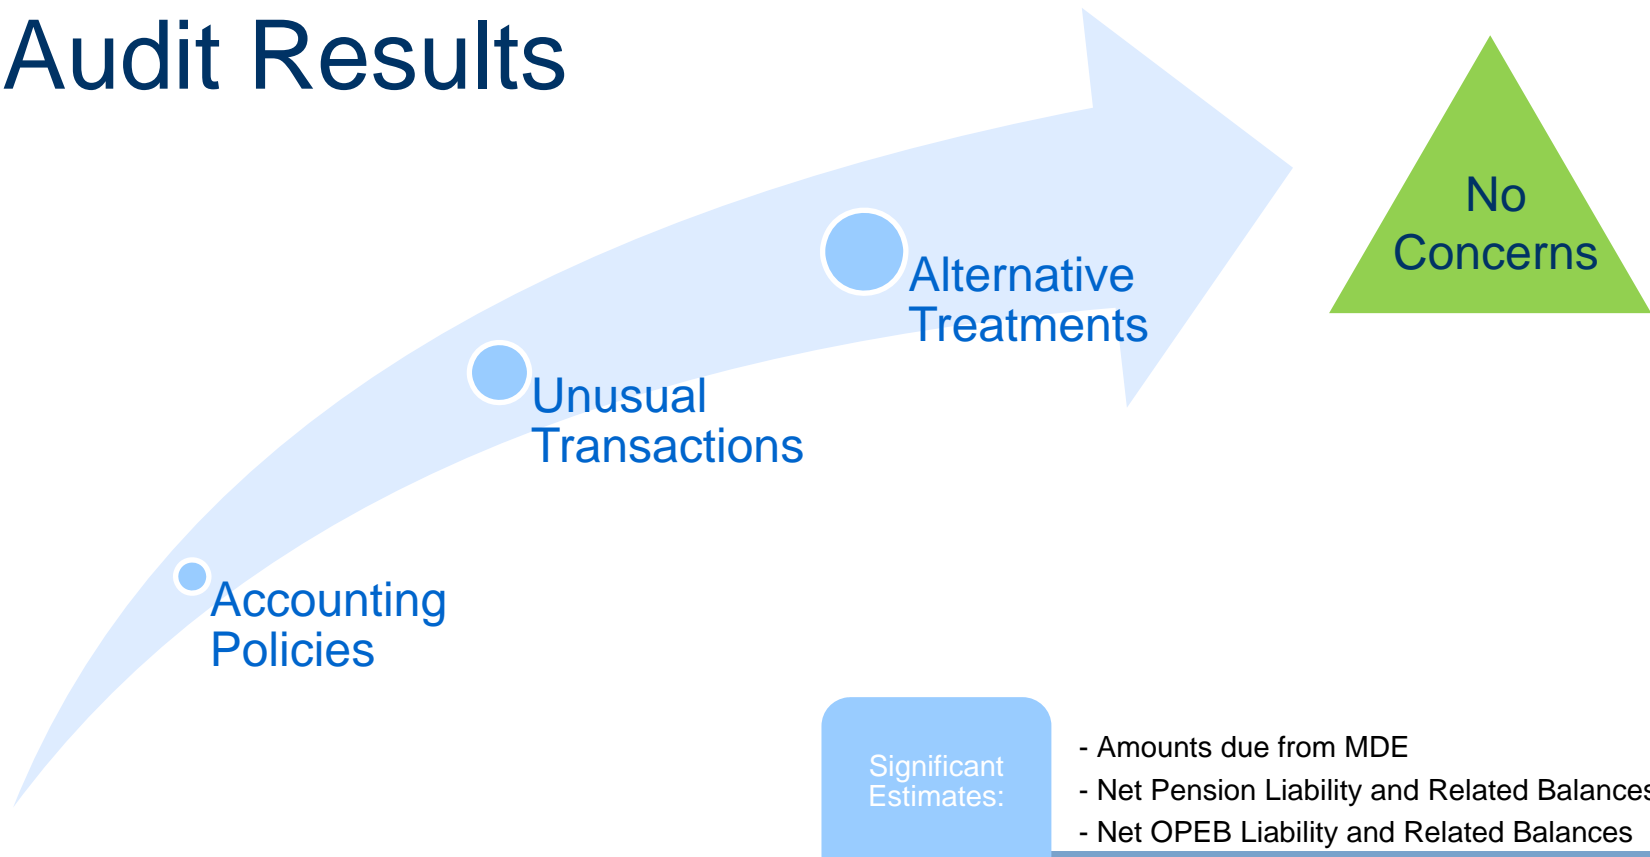 Audit Results
No
Concerns
Alternative
Treatments
Unusual
Transactions
Accounting
Policies
Significant
Estimates:
- Amounts due from MDE
- Net Pension Liability and Related Balances
- Net OPEB Liability and Related Balances